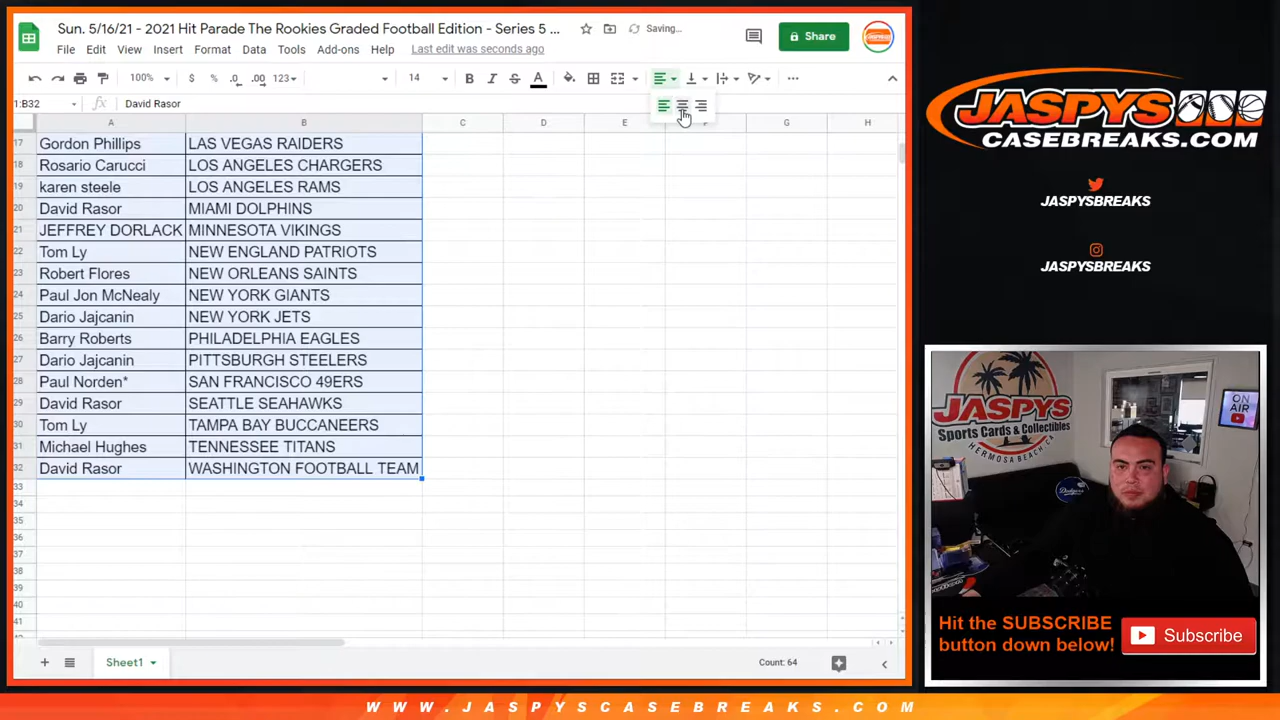 Sun. 5/16/21 - 2021 Hit Parade The Rookies Graded Football Edition - Series 5 ...
Saving...
Share
File Edit View Insert Format Data Tools Add-ons Help Last edit was seconds ago
100% $ % .0 .00 123 14 B I S A
1:B32 fx David Rasor
A B C D E F G H
17 Gordon Phillips LAS VEGAS RAIDERS
18 Rosario Carucci LOS ANGELES CHARGERS
19 karen steele LOS ANGELES RAMS
20 David Rasor MIAMI DOLPHINS
21 JEFFREY DORLACK MINNESOTA VIKINGS
22 Tom Ly NEW ENGLAND PATRIOTS
23 Robert Flores NEW ORLEANS SAINTS
24 Paul Jon McNealy NEW YORK GIANTS
25 Dario Jajcanin NEW YORK JETS
26 Barry Roberts PHILADELPHIA EAGLES
27 Dario Jajcanin PITTSBURGH STEELERS
28 Paul Norden* SAN FRANCISCO 49ERS
29 David Rasor SEATTLE SEAHAWKS
30 Tom Ly TAMPA BAY BUCCANEERS
31 Michael Hughes TENNESSEE TITANS
32 David Rasor WASHINGTON FOOTBALL TEAM
33
34
35
36
37
38
39
40
41
Sheet1
Count: 64
JASPYS
CASEBREAKS.COM
JASPYSBREAKS
JASPYSBREAKS
JASPYS
Sports Cards & Collectibles
HERMOSA BEACH CA
ON
AIR
Dodgers
Hit the SUBSCRIBE
button down below!
Subscribe
WWW.JASPYSCASEBREAKS.COM